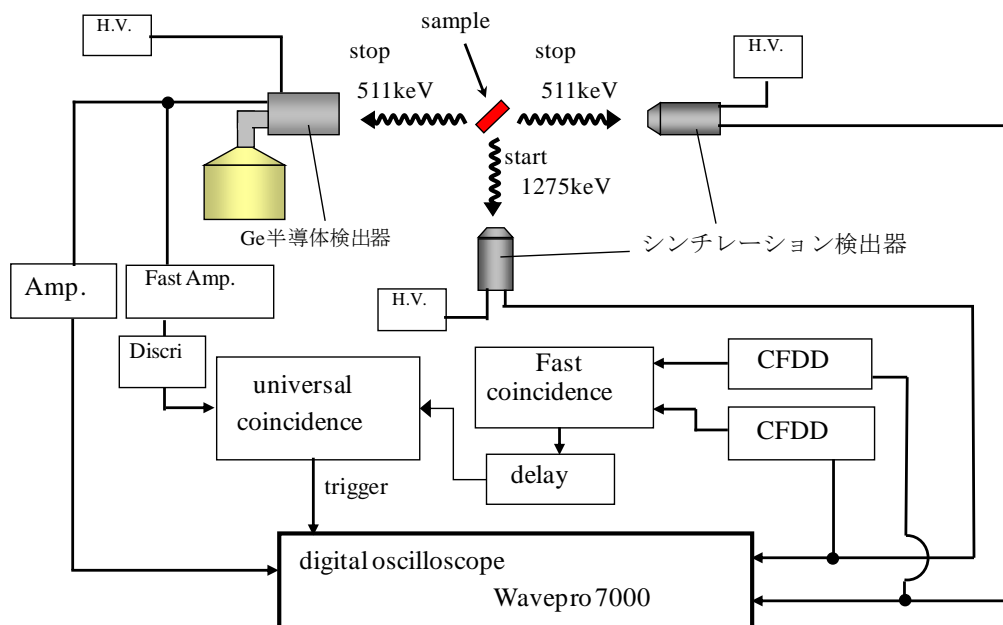 sample
H.V.
stop
stop
H.V.
511keV
511keV
start
1275keV
Ge半導体検出器
シンチレーション検出器
Amp.
Fast Amp.
H.V.
Discri
universal
coincidence
Fast
coincidence
CFDD
CFDD
delay
trigger
digital oscilloscope
Wavepro 7000